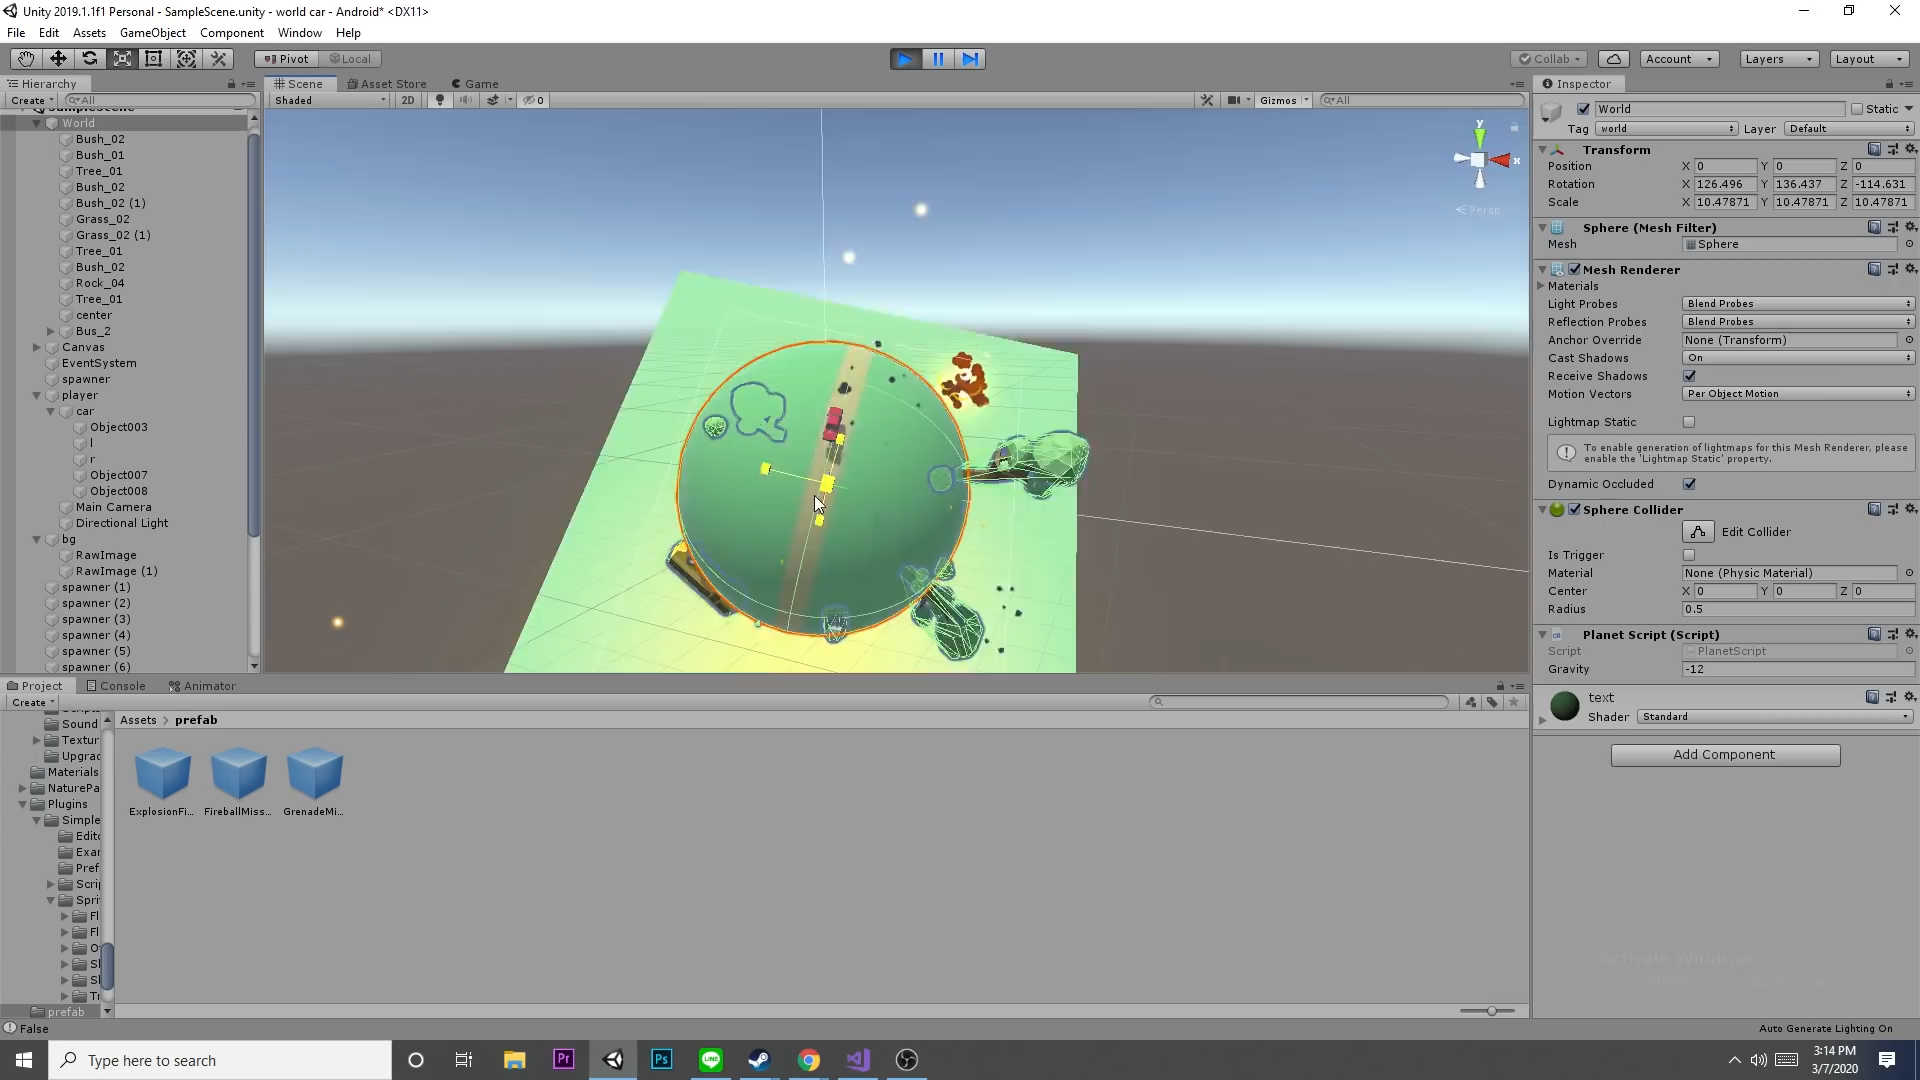 Unity 2019.1.1f1 Personal - SampleScene.unity - world car - Android* <DX11>
File Edit Assets GameObject Component Window Help
Pivot Local Collab Account Layers Layout
Hierarchy
Create All
SampleScene
World
Bush_02
Bush_01
Tree_01
Bush_02
Bush_02 (1)
Grass_02
Grass_02 (1)
Tree_01
Bush_02
Rock_04
Tree_01
center
Bus_2
Canvas
EventSystem
spawner
player
car
Object003
l
r
Object007
Object008
Main Camera
Directional Light
bg
RawImage
RawImage (1)
spawner (1)
spawner (2)
spawner (3)
spawner (4)
spawner (5)
spawner (6)
Scene Asset Store Game
Shaded 2D 0 Gizmos All
y
x
Persp
Inspector
World Static
Tag world Layer Default
Transform
Position X 0 Y 0 Z 0
Rotation X 126.496 Y 136.437 Z -114.631
Scale X 10.47871 Y 10.47871 Z 10.47871
Sphere (Mesh Filter)
Mesh Sphere
Mesh Renderer
Materials
Light Probes Blend Probes
Reflection Probes Blend Probes
Anchor Override None (Transform)
Cast Shadows On
Receive Shadows
Motion Vectors Per Object Motion
Lightmap Static
To enable generation of lightmaps for this Mesh Renderer, please
enable the 'Lightmap Static' property.
Dynamic Occluded
Sphere Collider
Edit Collider
Is Trigger
Material None (Physic Material)
Center X 0 Y 0 Z 0
Radius 0.5
Planet Script (Script)
Script PlanetScript
Gravity -12
text
Shader Standard
Add Component
Activate Windows
Project Console Animator
Create
Sound
Textur
Upgrad
Materials
NaturePa
Plugins
Simple
Edito
Exar
Pref
Scrip
Spri
Fl
Fl
O
Sl
Sl
Tr
prefab
Assets > prefab
ExplosionFi... FireballMiss... GrenadeMi...
False
Auto Generate Lighting On
Type here to search
Pr
Ps
LINE
3:14 PM
3/7/2020